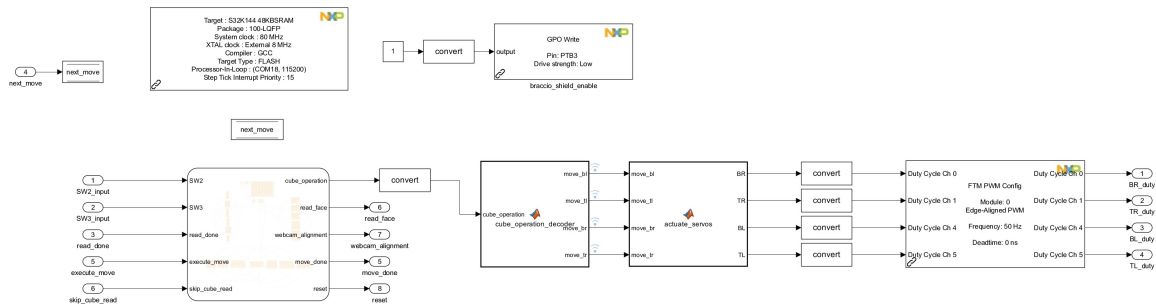 Target : S32K144 48KBSRAM
Package : 100-LQFP
System clock : 80 MHz
XTAL clock : External 8 MHz
Compiler : GCC
Target Type : FLASH
Processor-In-Loop : (COM18, 115200)
Step Tick Interrupt Priority : 15
NXP
1
convert
output
GPO Write
Pin: PTB3
Drive strength: Low
NXP
braccio_shield_enable
4
next_move
next_move
next_move
1
SW2_input
2
SW3_input
3
read_done
5
execute_move
6
skip_cube_read
SW2
SW3
read_done
execute_move
skip_cube_read
cube_operation
read_face
webcam_alignment
move_done
reset
convert
6
read_face
7
webcam_alignment
5
move_done
8
reset
cube_operation
cube_operation_decoder
move_bl
move_tl
move_br
move_tr
move_bl
move_tl
move_br
move_tr
actuate_servos
BR
TR
BL
TL
convert
convert
convert
convert
Duty Cycle Ch 0
Duty Cycle Ch 1
Duty Cycle Ch 4
Duty Cycle Ch 5
NXP
FTM PWM Config
Module: 0
Edge-Aligned PWM
Frequency: 50 Hz
Deadtime: 0 ns
Duty Cycle Ch 0
Duty Cycle Ch 1
Duty Cycle Ch 4
Duty Cycle Ch 5
1
BR_duty
2
TR_duty
3
BL_duty
4
TL_duty